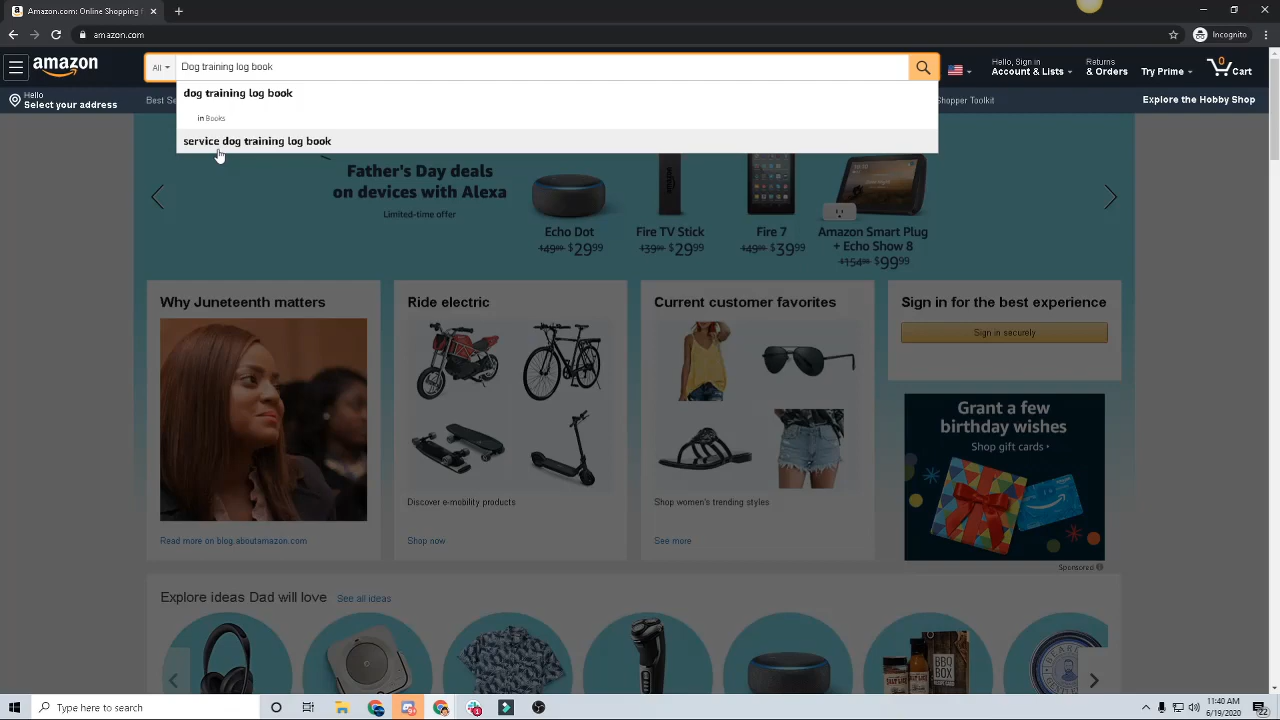 Amazon.com: Online Shopping f
amazon.com
Incognito
amazon
All
Dog training log book
Hello, Sign in
Account & Lists
Returns
& Orders
Try Prime
0
Cart
dog training log book
in Books
service dog training log book
Hello
Select your address
Best Se
Shopper Toolkit
Explore the Hobby Shop
Father's Day deals
on devices with Alexa
Limited-time offer
Echo Dot
$49.99 $29.99
Fire TV Stick
$39.99 $29.99
Fire 7
$49.99 $39.99
Amazon Smart Plug
+ Echo Show 8
$154.98 $99.99
Why Juneteenth matters
Read more on blog.aboutamazon.com
Ride electric
Discover e-mobility products
Shop now
Current customer favorites
Shop women's trending styles
See more
Sign in for the best experience
Sign in securely
Grant a few
birthday wishes
Shop gift cards
Sponsored
Explore ideas Dad will love
See all ideas
BBQ
BOX
Type here to search
11:40 AM
6/19/2020
22